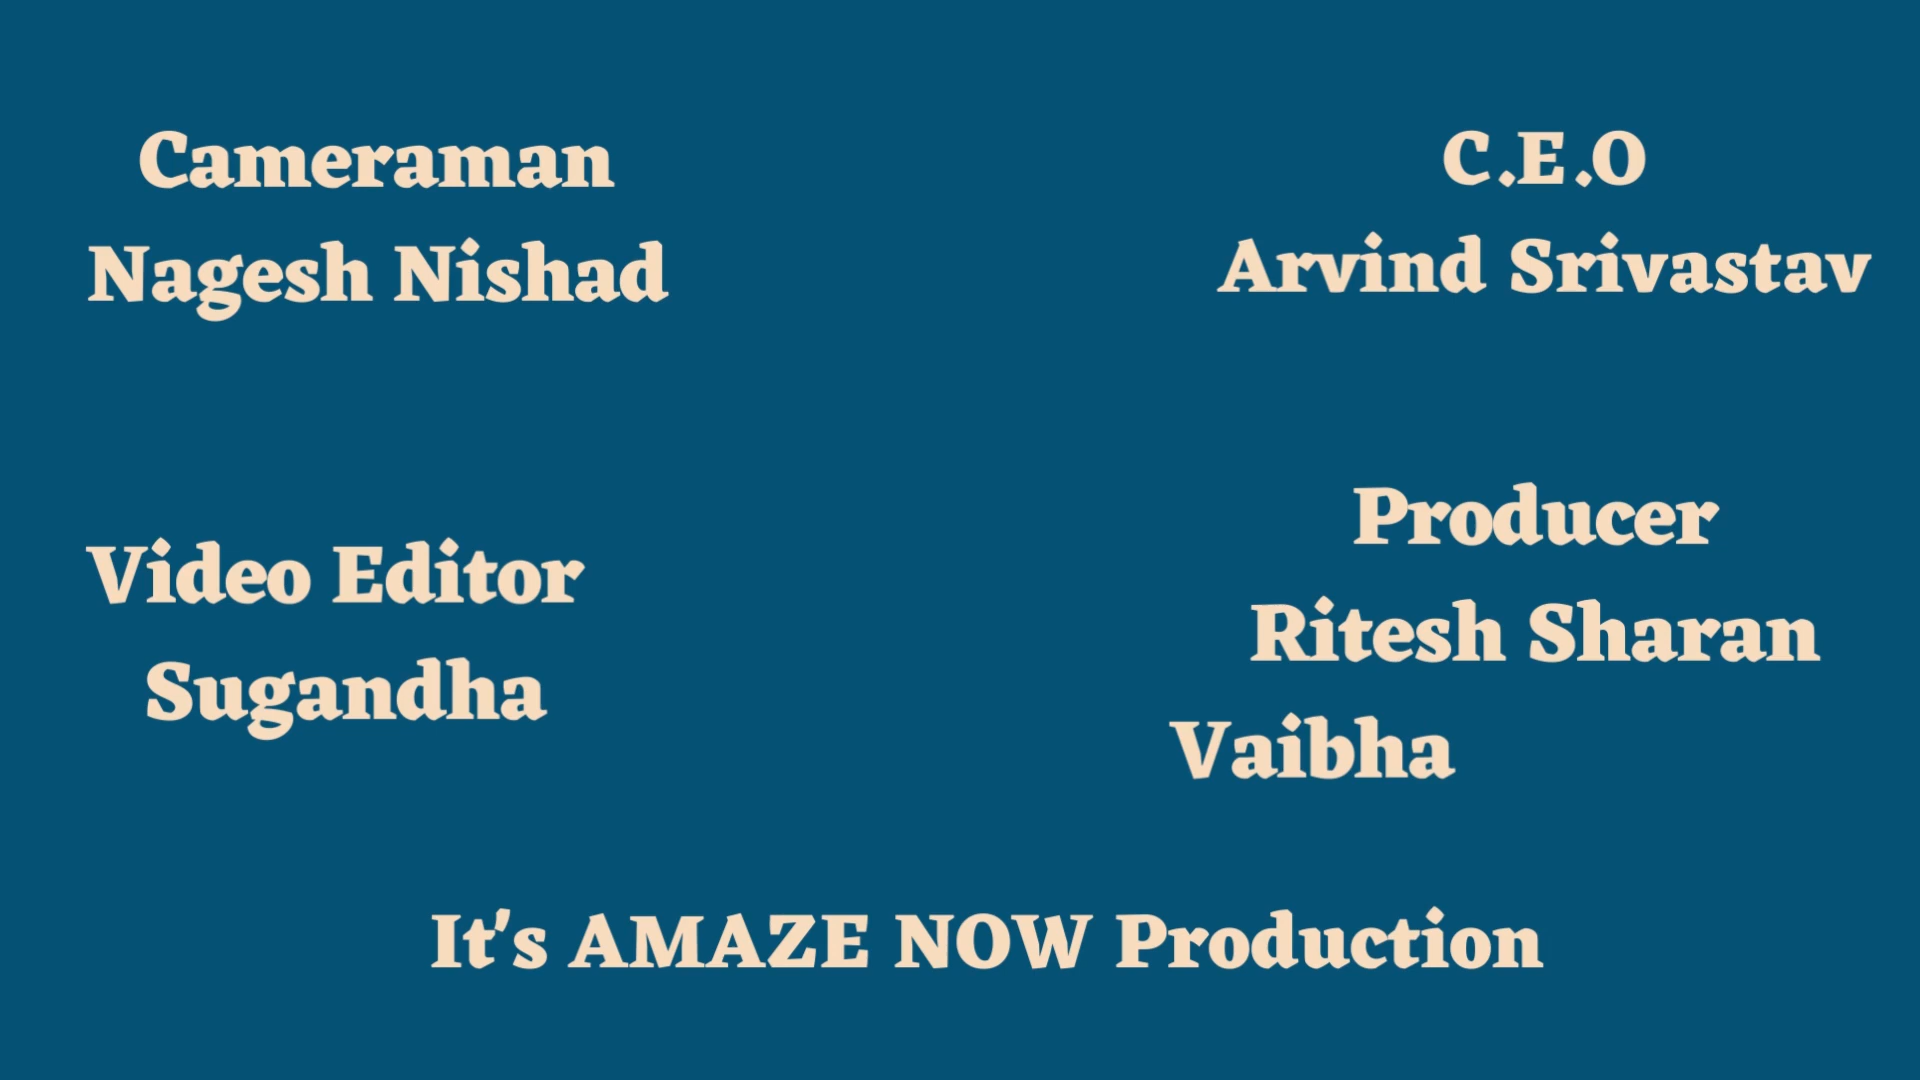 Cameraman
Nagesh Nishad
C.E.O
Arvind Srivastav
Video Editor
Sugandha
Producer
Ritesh Sharan
Vaibha
It's AMAZE NOW Production